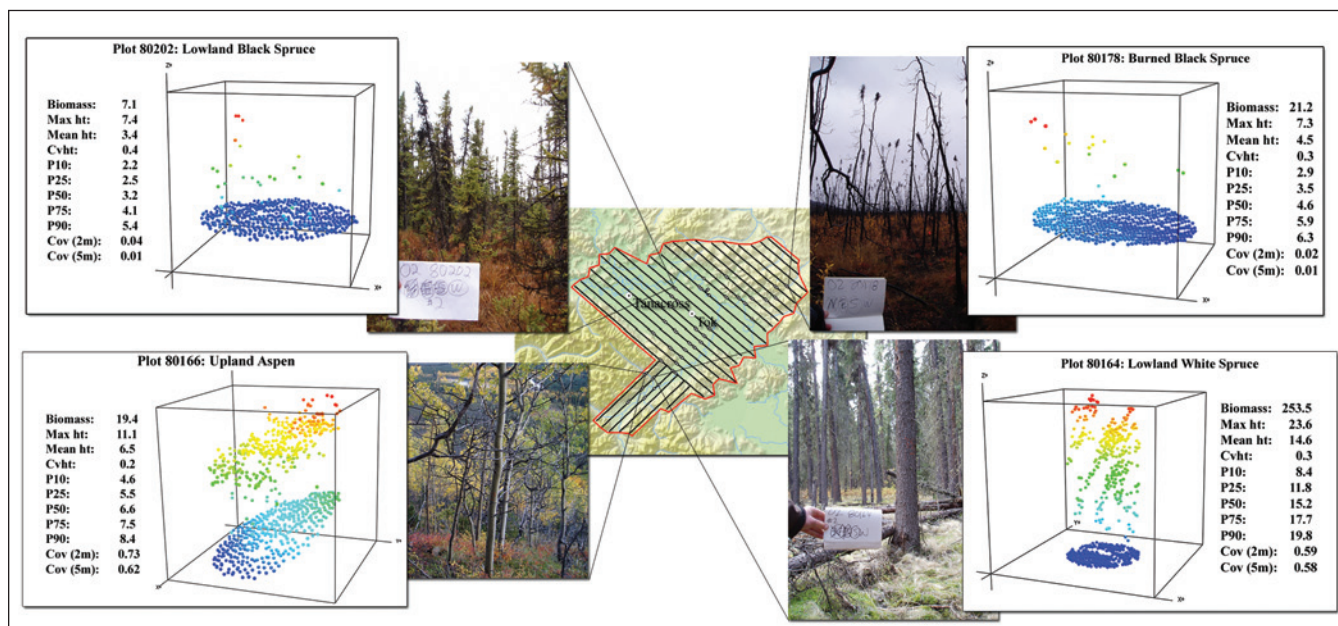 Plot 80202: Lowland Black Spruce
Z+
X+
Biomass: 7.1
Max ht: 7.4
Mean ht: 3.4
Cvht: 0.4
P10: 2.2
P25: 2.5
P50: 3.2
P75: 4.1
P90: 5.4
Cov (2m) 0.04
Cov (5m): 0.01
02 80202
Plot 80178: Burned Black Spruce
Z+
X+
Biomass: 21.2
Max ht: 7.3
Mean ht: 4.5
Cvht: 0.3
P10: 2.9
P25: 3.5
P50: 4.6
P75: 5.9
P90: 6.3
Cov (2m): 0.02
Cov (5m): 0.01
Tanacross
Tok
Plot 80166: Upland Aspen
Z+
Y+
X+
Biomass: 19.4
Max ht: 11.1
Mean ht: 6.5
Cvht: 0.2
P10: 4.6
P25: 5.5
P50: 6.6
P75: 7.5
P90: 8.4
Cov (2m): 0.73
Cov (5m): 0.62
Plot 80164: Lowland White Spruce
Z+
Y+
X+
Biomass: 253.5
Max ht: 23.6
Mean ht: 14.6
Cvht: 0.3
P10: 8.4
P25: 11.8
P50: 15.2
P75: 17.7
P90: 19.8
Cov (2m): 0.59
Cov (5m): 0.58